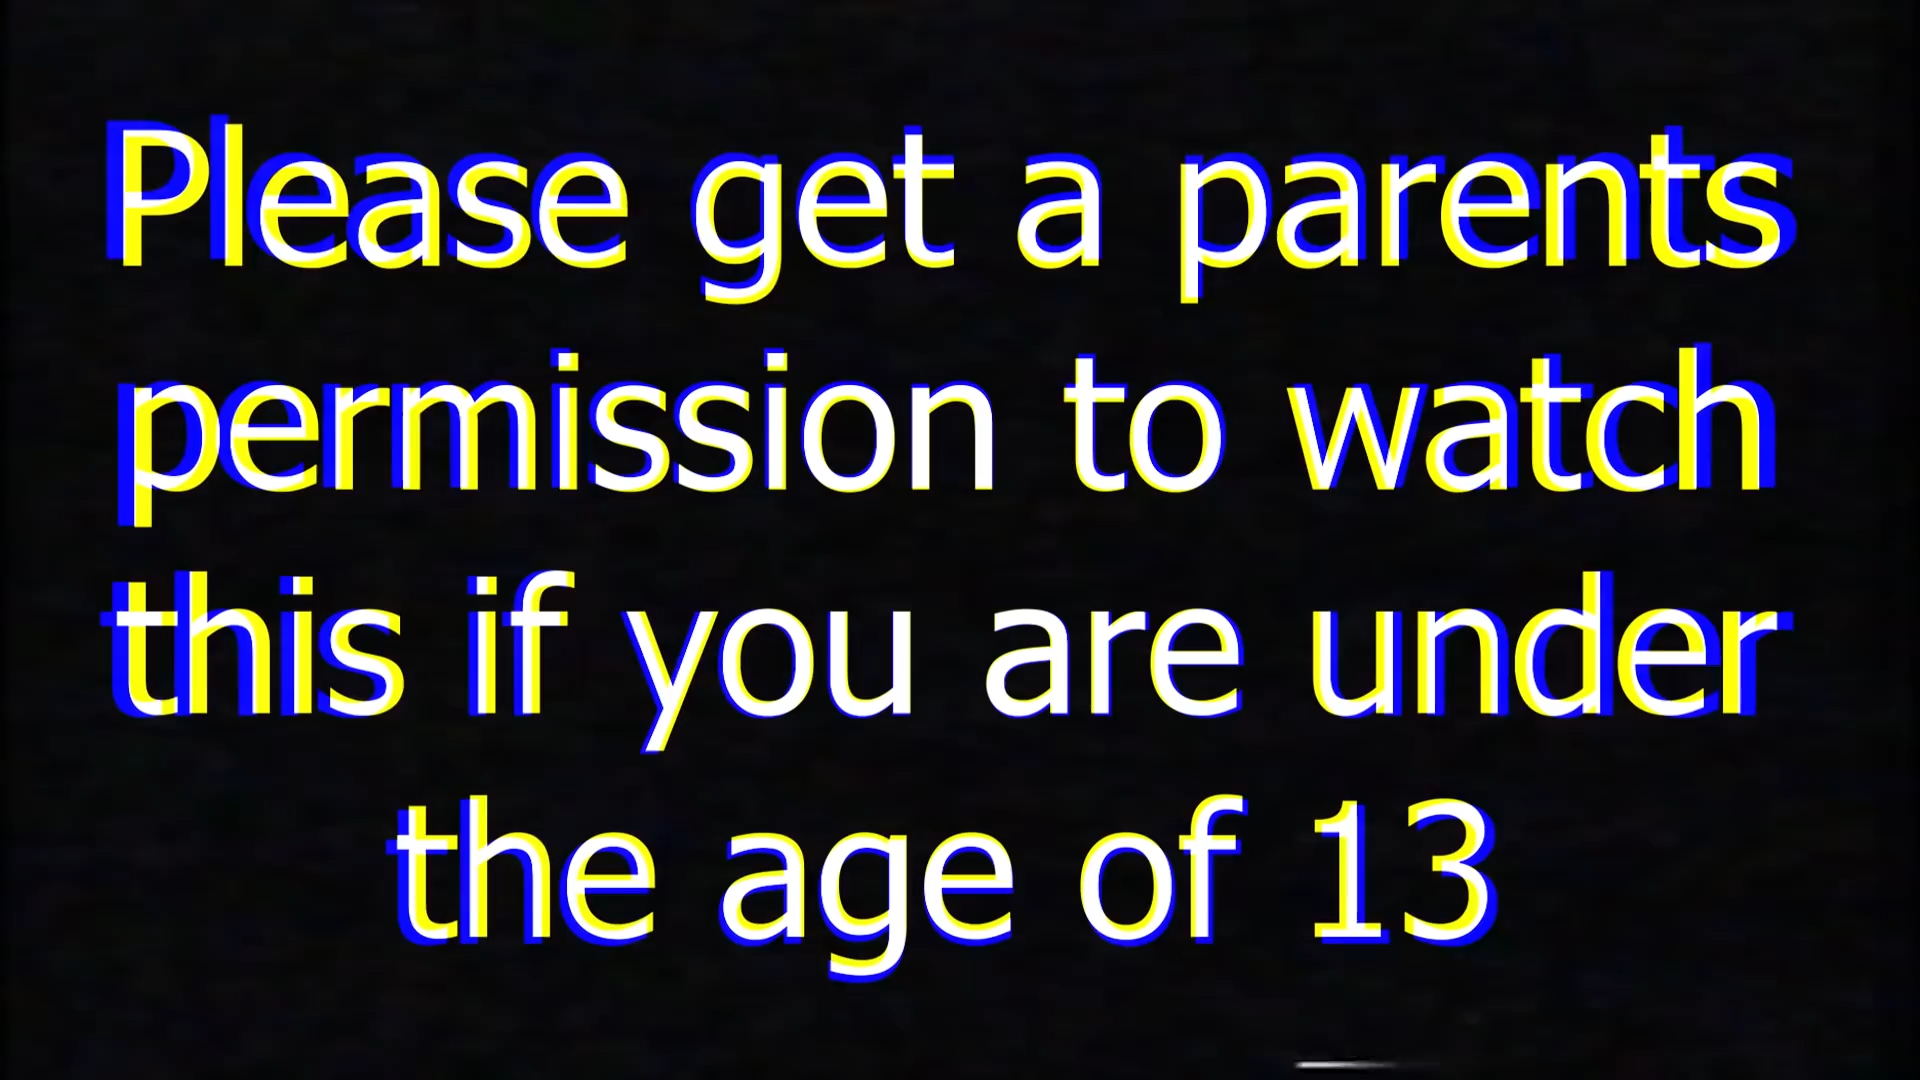 Please get a parents
permission to watch
this if you are under
the age of 13